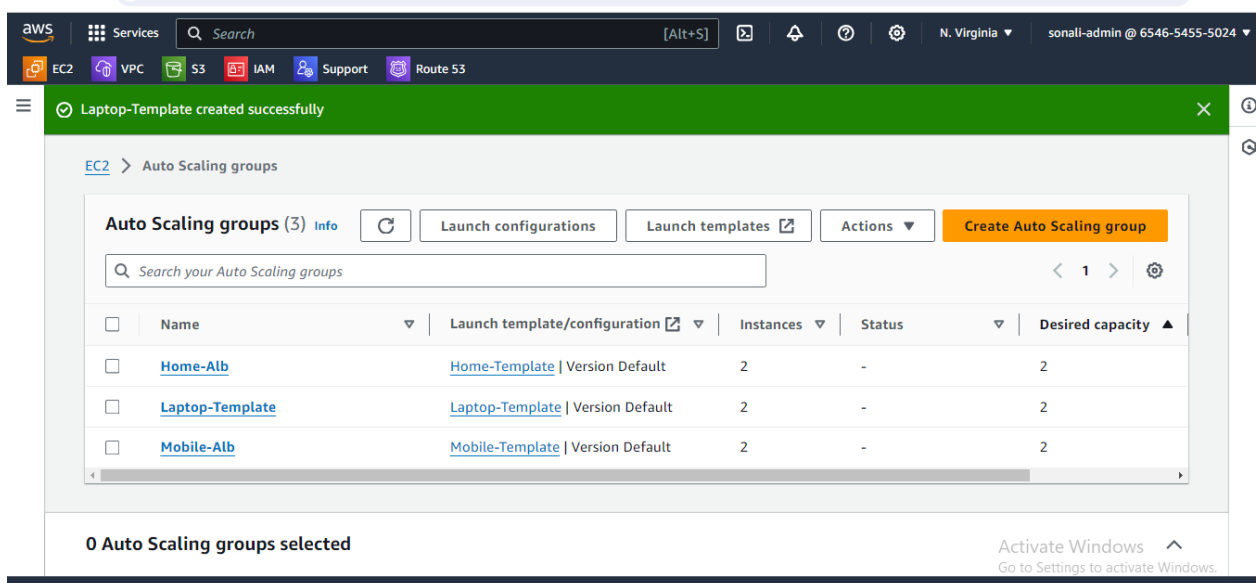 aws Services Search [Alt+S] N. Virginia ▼ sonali-admin @ 6546-5455-5024 ▼
EC2 VPC S3 IAM Support Route 53
Laptop-Template created successfully
EC2 > Auto Scaling groups
Auto Scaling groups (3) Info Launch configurations Launch templates Actions ▼ Create Auto Scaling group
Search your Auto Scaling groups < 1 >
Name Launch template/configuration Instances Status Desired capacity ▲
Home-Alb Home-Template | Version Default 2 - 2
Laptop-Template Laptop-Template | Version Default 2 - 2
Mobile-Alb Mobile-Template | Version Default 2 - 2
0 Auto Scaling groups selected
Activate Windows
Go to Settings to activate Windows.